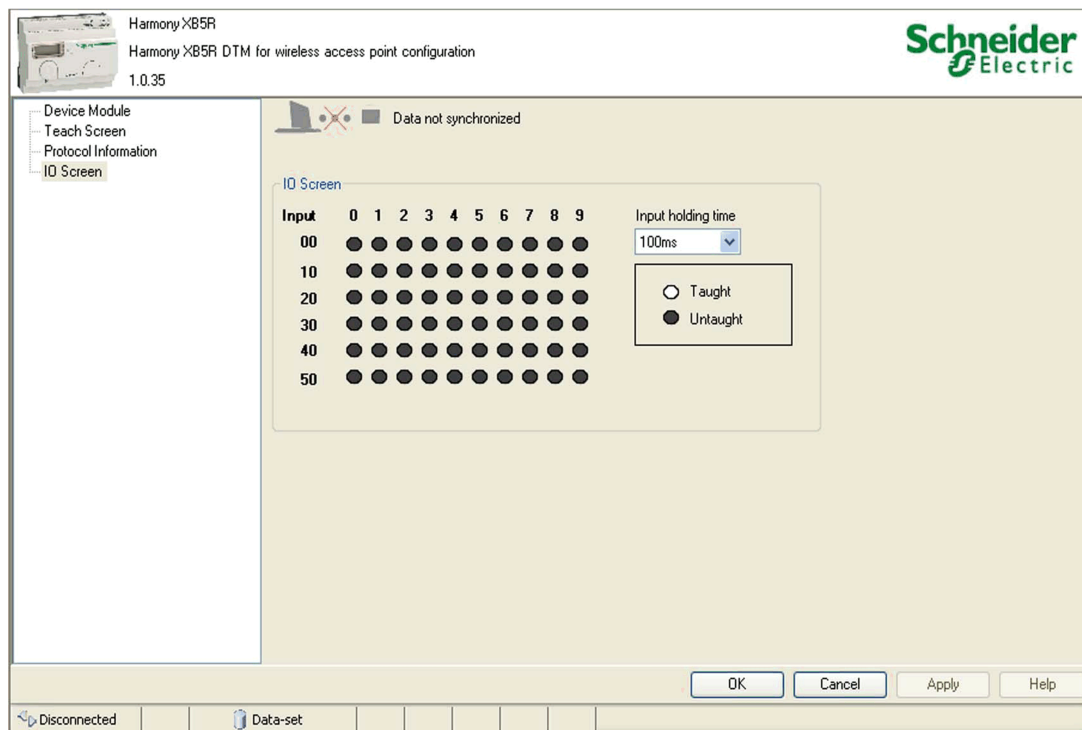 Harmony XB5R
Harmony XB5R DTM for wireless access point configuration
1.0.35
Schneider
Electric
Device Module
Teach Screen
Protocol Information
IO Screen
Data not synchronized
IO Screen
Input 0 1 2 3 4 5 6 7 8 9
00
10
20
30
40
50
Input holding time
100ms
Taught
Untaught
OK Cancel Apply Help
Disconnected Data-set